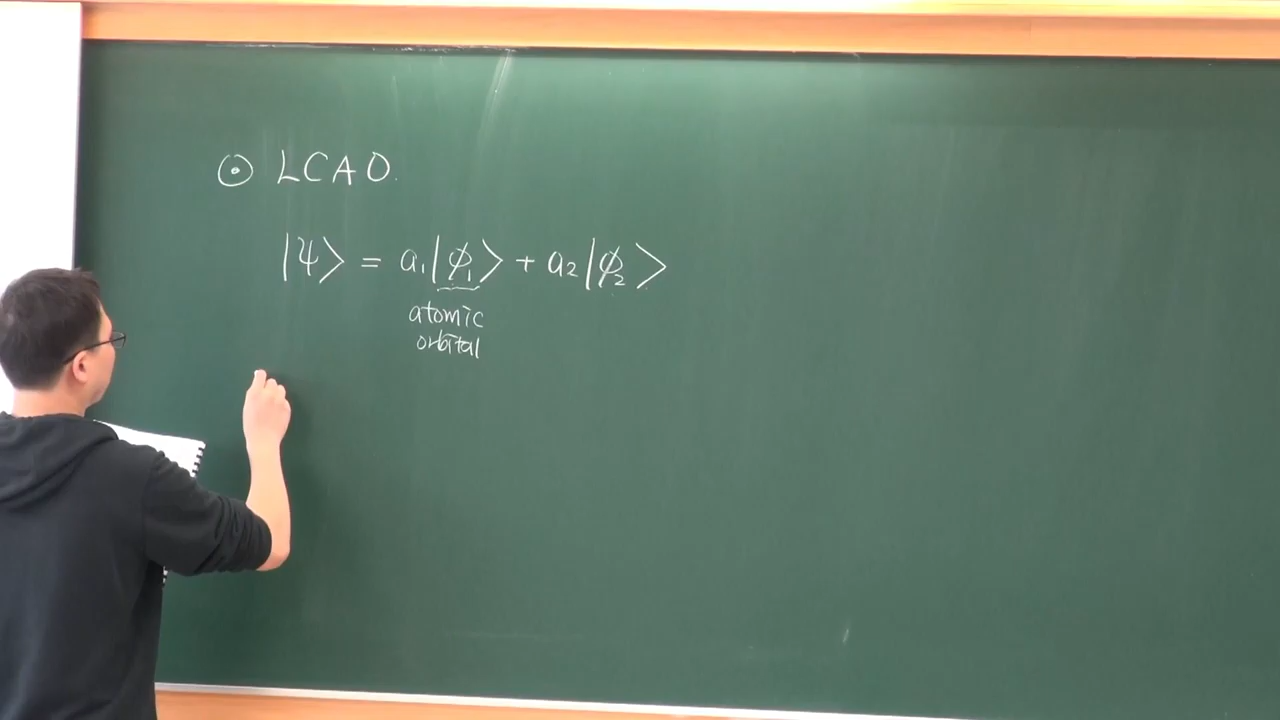 ⊙ LCAO.
|ψ⟩ = a₁|ϕ₁⟩ + a₂|ϕ₂⟩
atomic
orbital